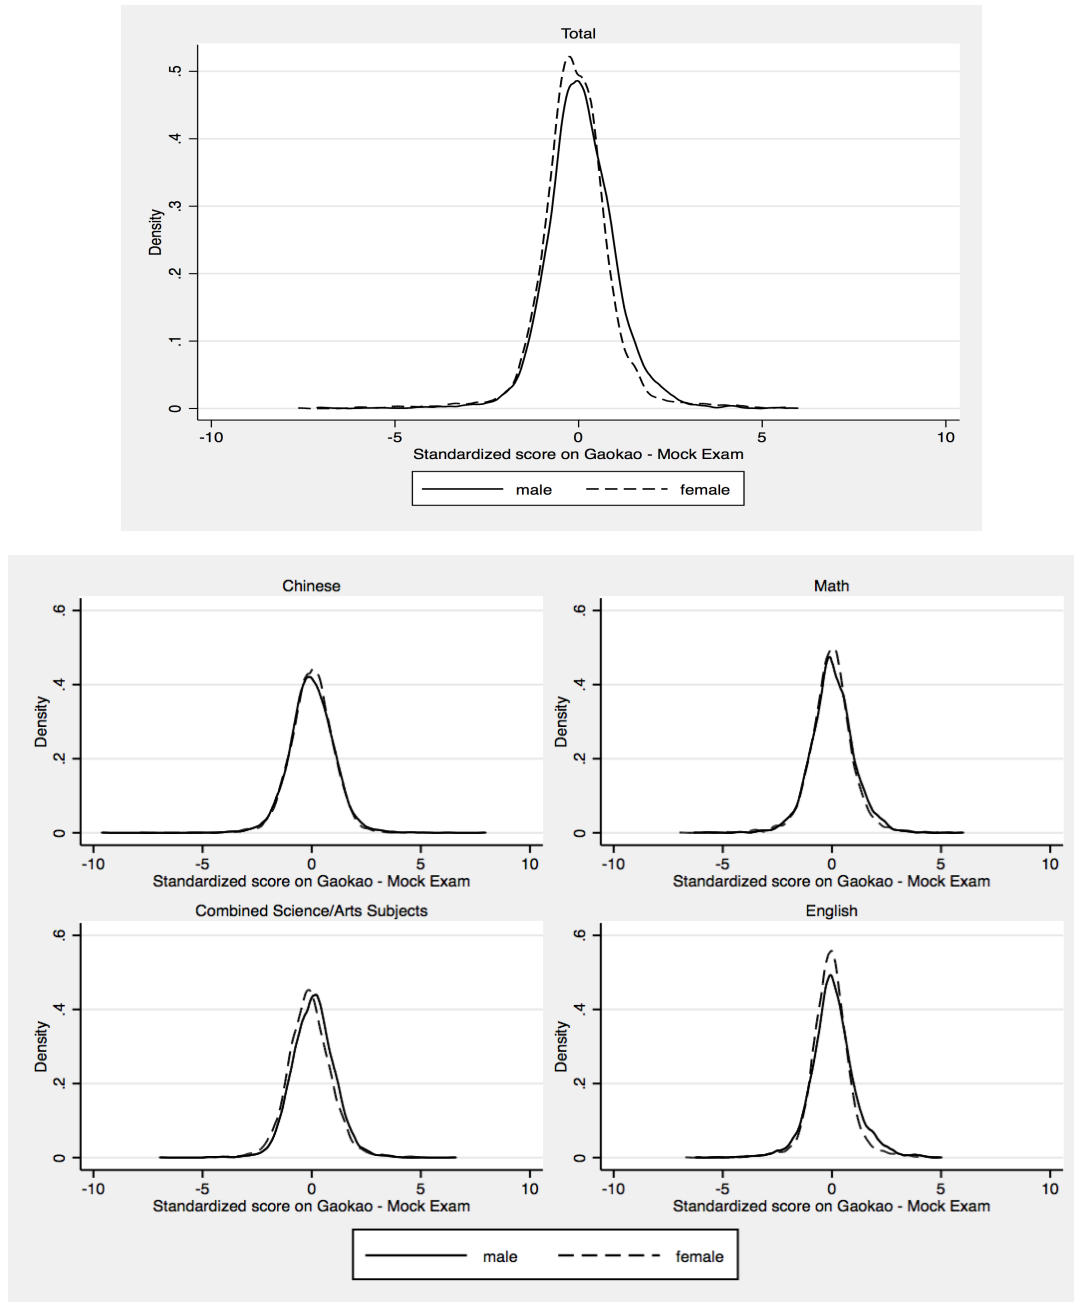 Total
Density
.5
.4
.3
.2
.1
0
-10 -5 0 5 10
Standardized score on Gaokao - Mock Exam
male female
Chinese
Density
.6
.4
.2
0
-10 -5 0 5 10
Standardized score on Gaokao - Mock Exam
Math
Density
.6
.4
.2
0
-10 -5 0 5 10
Standardized score on Gaokao - Mock Exam
Combined Science/Arts Subjects
Density
.6
.4
.2
0
-10 -5 0 5 10
Standardized score on Gaokao - Mock Exam
English
Density
.6
.4
.2
0
-10 -5 0 5 10
Standardized score on Gaokao - Mock Exam
male female